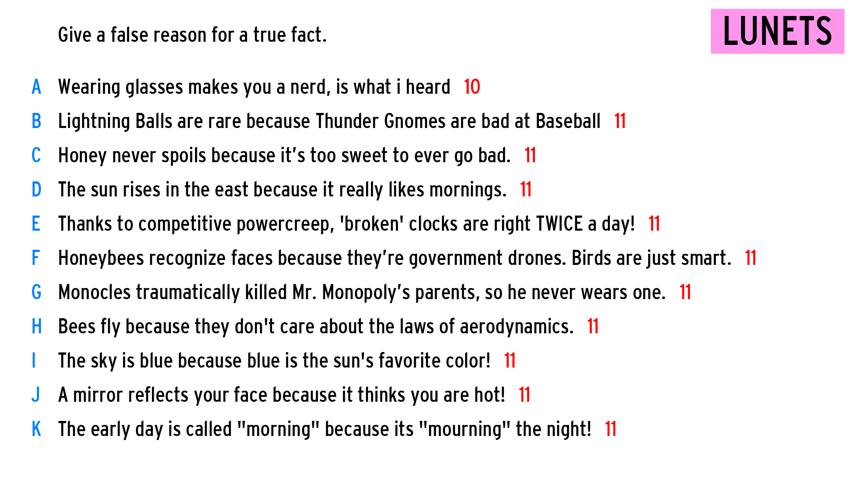 Give a false reason for a true fact.
LUNETS
A Wearing glasses makes you a nerd, is what i heard 10
B Lightning Balls are rare because Thunder Gnomes are bad at Baseball 11
C Honey never spoils because it’s too sweet to ever go bad. 11
D The sun rises in the east because it really likes mornings. 11
E Thanks to competitive powercreep, 'broken' clocks are right TWICE a day! 11
F Honeybees recognize faces because they’re government drones. Birds are just smart. 11
G Monocles traumatically killed Mr. Monopoly’s parents, so he never wears one. 11
H Bees fly because they don't care about the laws of aerodynamics. 11
I The sky is blue because blue is the sun's favorite color! 11
J A mirror reflects your face because it thinks you are hot! 11
K The early day is called "morning" because its "mourning" the night! 11